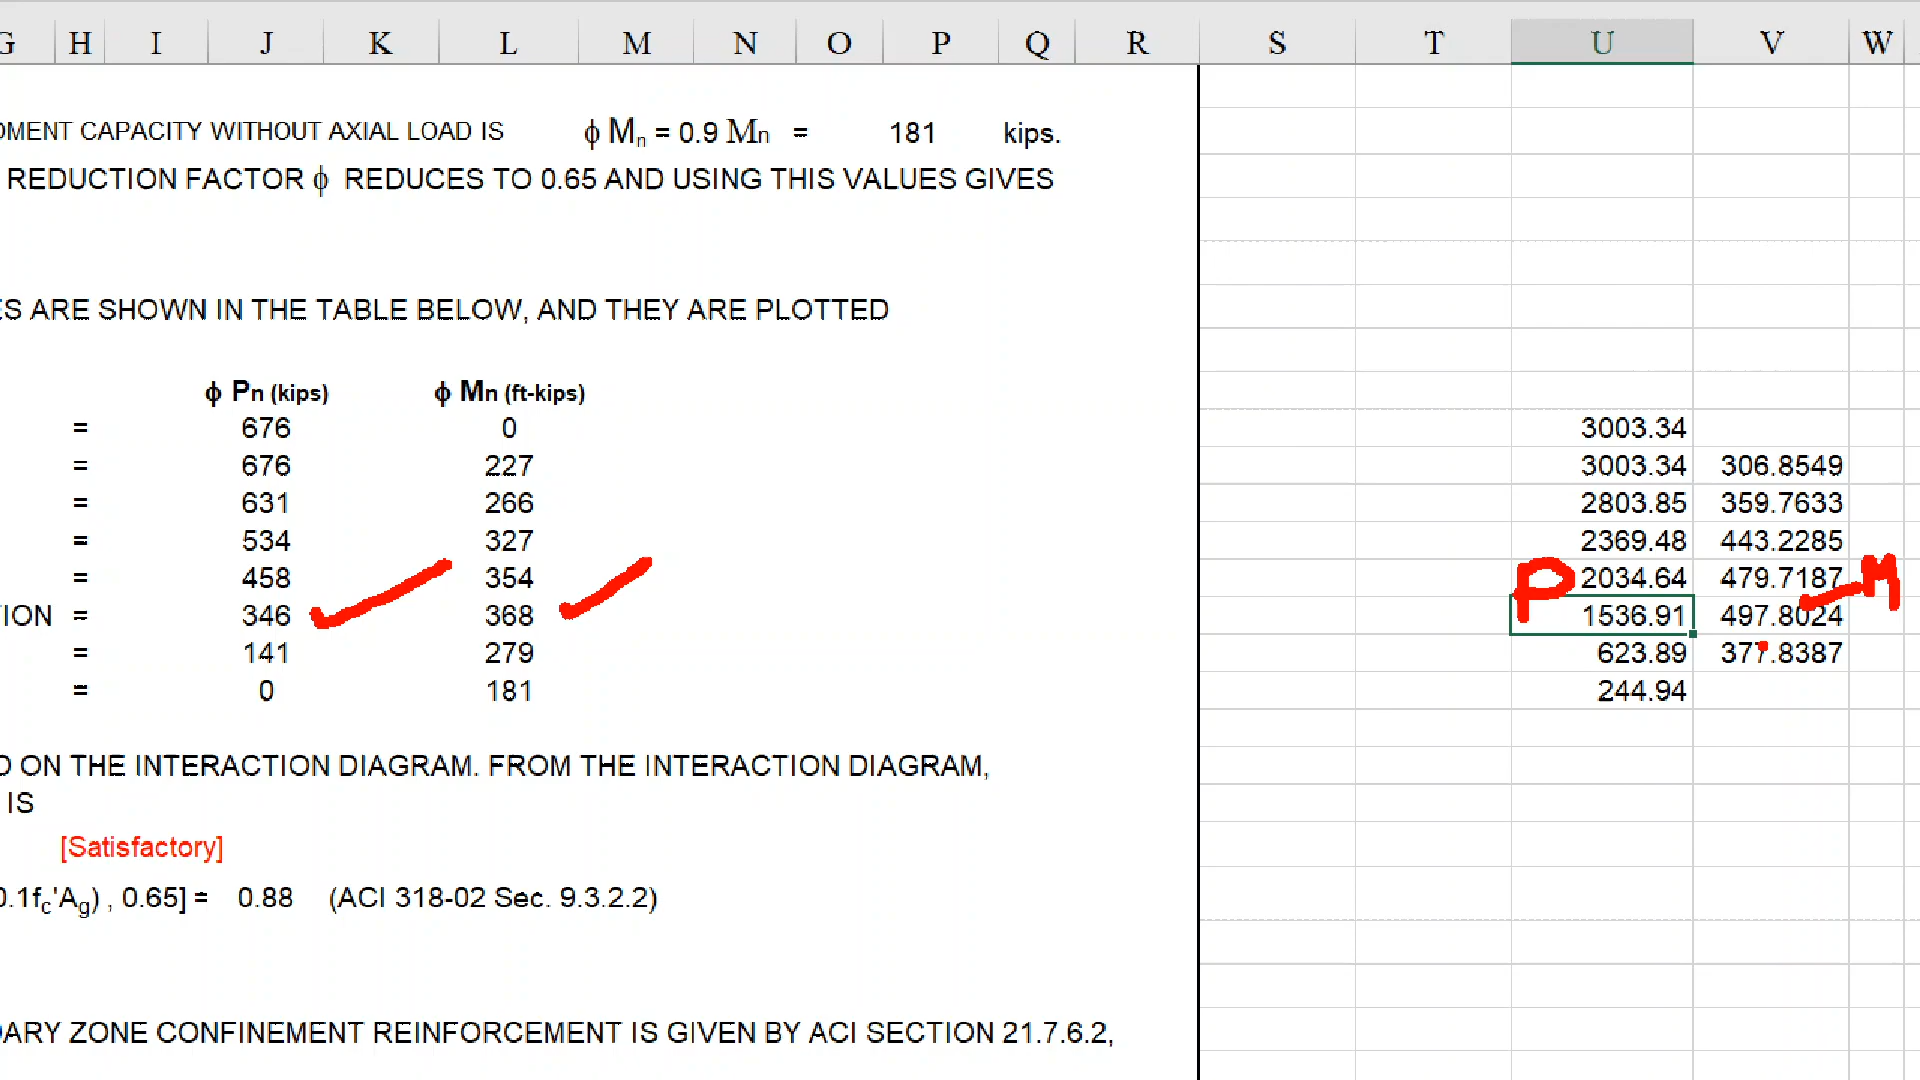 G H I J K L M N O P Q R S T U V W
OMENT CAPACITY WITHOUT AXIAL LOAD IS ϕ Mn = 0.9 Mn = 181 kips.
REDUCTION FACTOR ϕ REDUCES TO 0.65 AND USING THIS VALUES GIVES
ES ARE SHOWN IN THE TABLE BELOW, AND THEY ARE PLOTTED
ϕ Pn (kips) ϕ Mn (ft-kips)
= 676 0 3003.34
= 676 227 3003.34 306.8549
= 631 266 2803.85 359.7633
= 534 327 2369.48 443.2285
= 458 354 P 2034.64 479.7187 M
TION = 346 368 1536.91 497.8024
= 141 279 623.89 377.8387
= 0 181 244.94
D ON THE INTERACTION DIAGRAM. FROM THE INTERACTION DIAGRAM,
IS
[Satisfactory]
0.1fc'Ag) , 0.65] = 0.88 (ACI 318-02 Sec. 9.3.2.2)
DARY ZONE CONFINEMENT REINFORCEMENT IS GIVEN BY ACI SECTION 21.7.6.2,